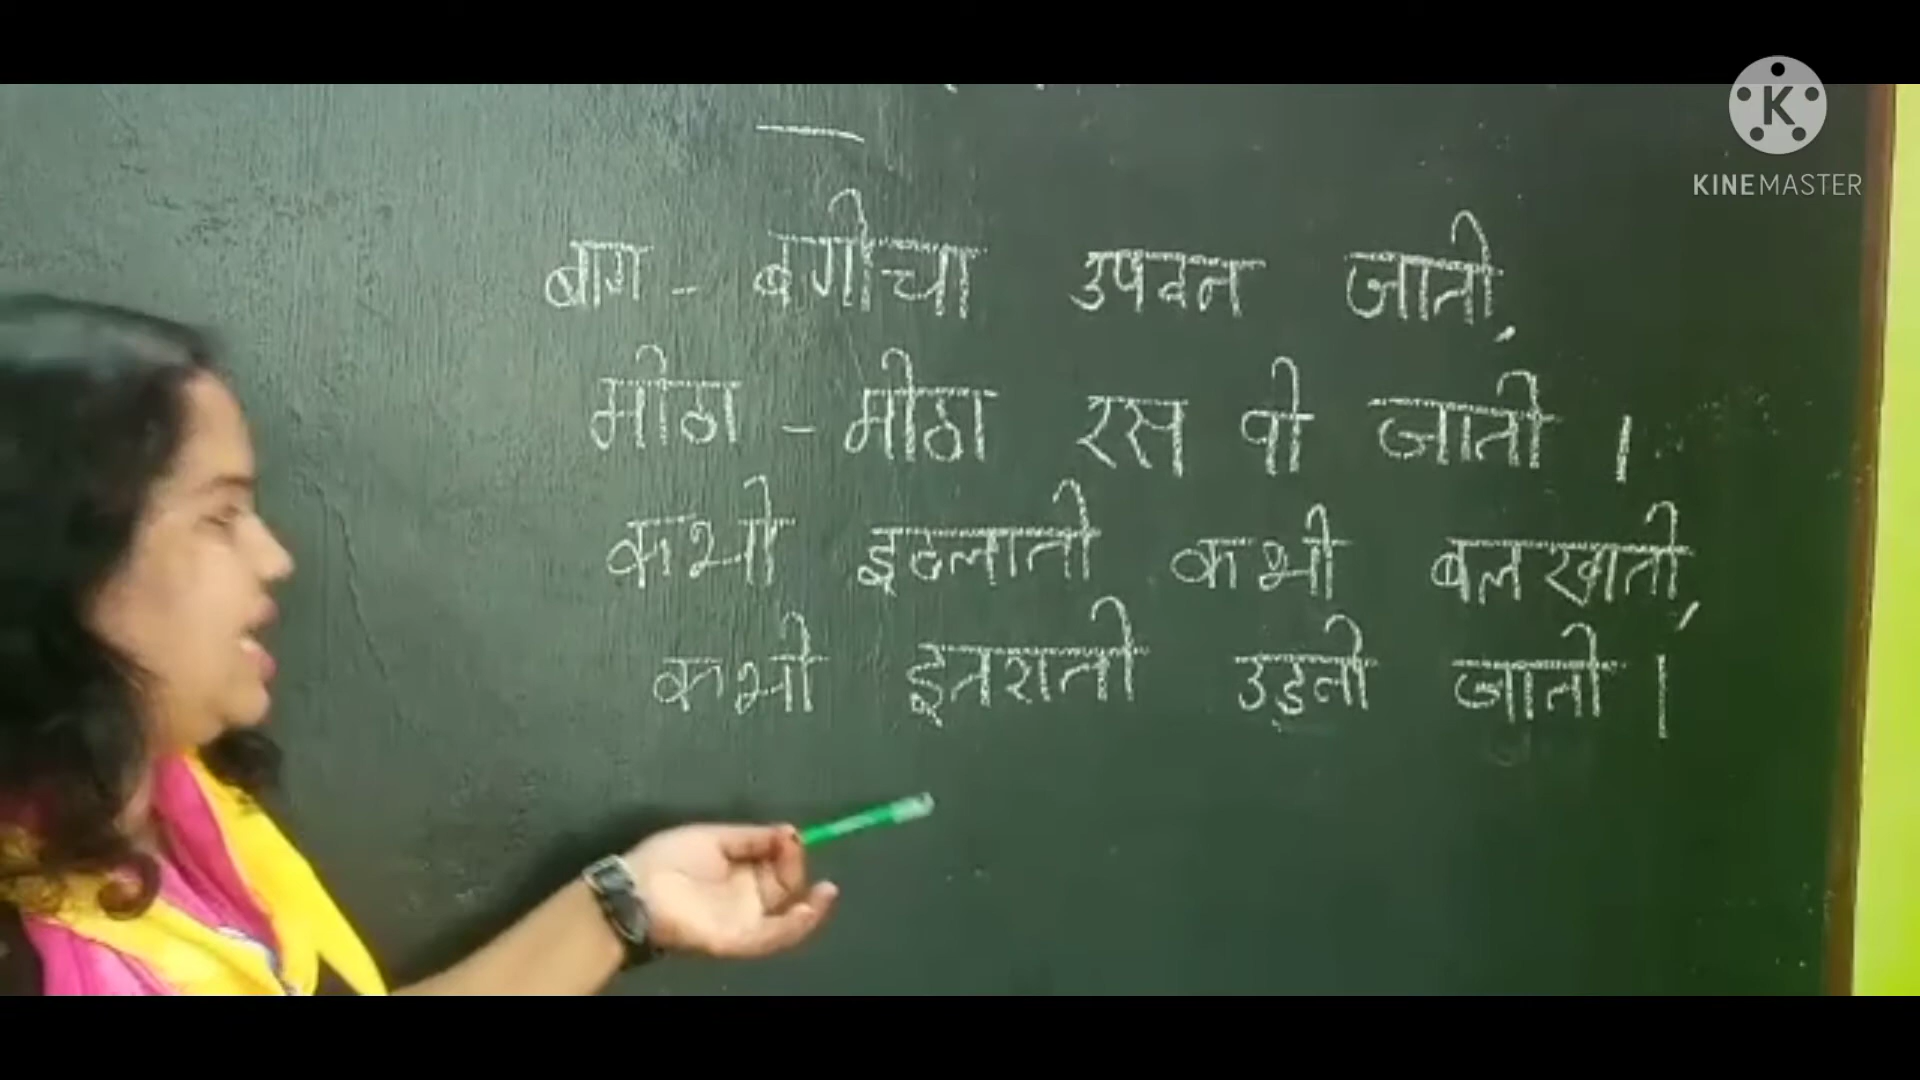 KINEMASTER
बाग - बगीचा उपवन जाती,
मीठा - मीठा रस पी जाती ।
कभी इठलाती कभी बलखाती,
कभी इतराती उड़ती जाती ।